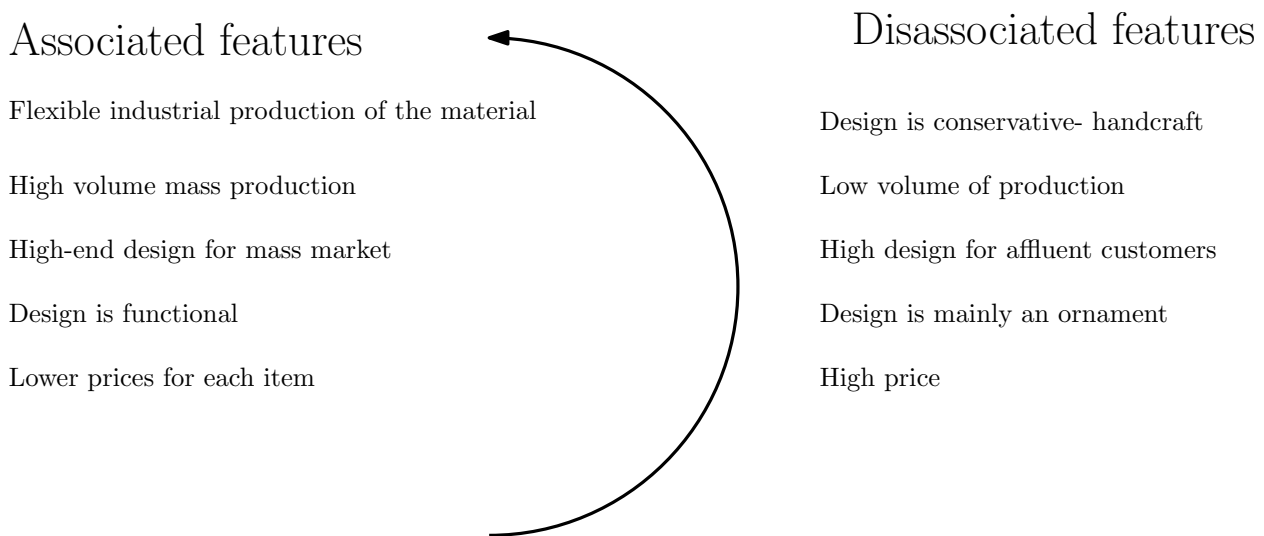 Associated features
Flexible industrial production of the material
High volume mass production
High-end design for mass market
Design is functional
Lower prices for each item
Disassociated features
Design is conservative- handcraft
Low volume of production
High design for affluent customers
Design is mainly an ornament
High price